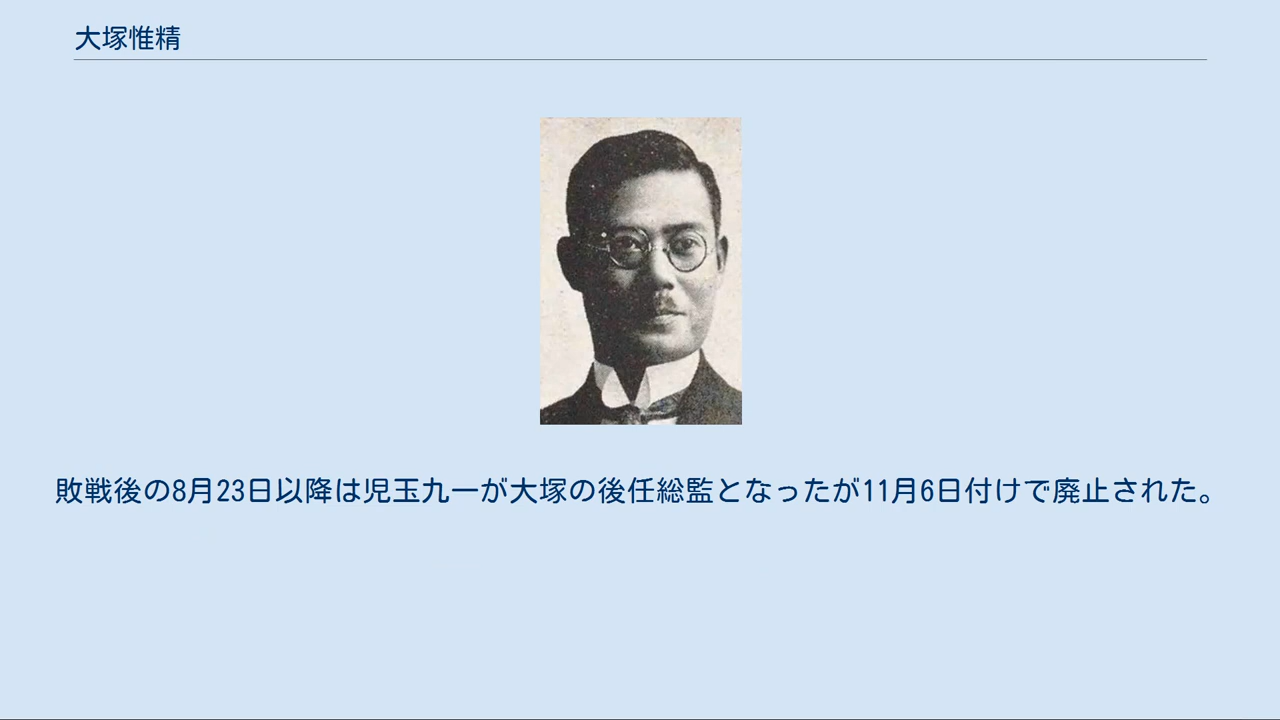 大塚惟精
敗戦後の8月23日以降は児玉九一が大塚の後任総監となったが11月6日付けで廃止された。